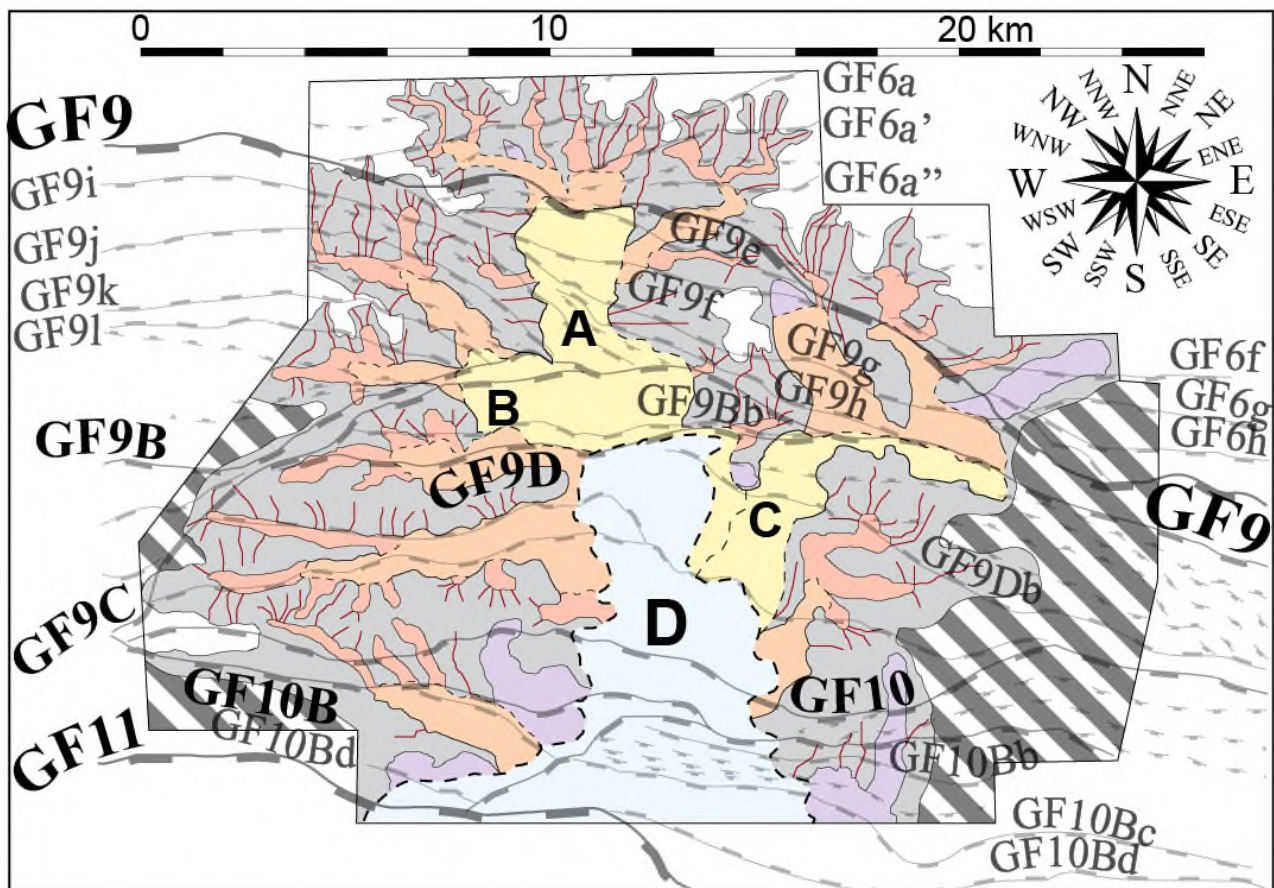 0 10 20 km
N
NNW NNE
NW NE
WNW ENE
W E
WSW ESE
SW SE
SSW SSE
S
GF6a
GF6a’
GF6a”
GF9
GF9i
GF9j
GF9k
GF9l
GF9e
GF9f
GF9g
GF9h
A
B
GF9Bb
GF6f
GF6g
GF6h
GF9B
GF9D
GF9
C
GF9Db
D
GF9C
GF10B
GF10
GF10Bd
GF10Bb
GF11
GF10Bc
GF10Bd